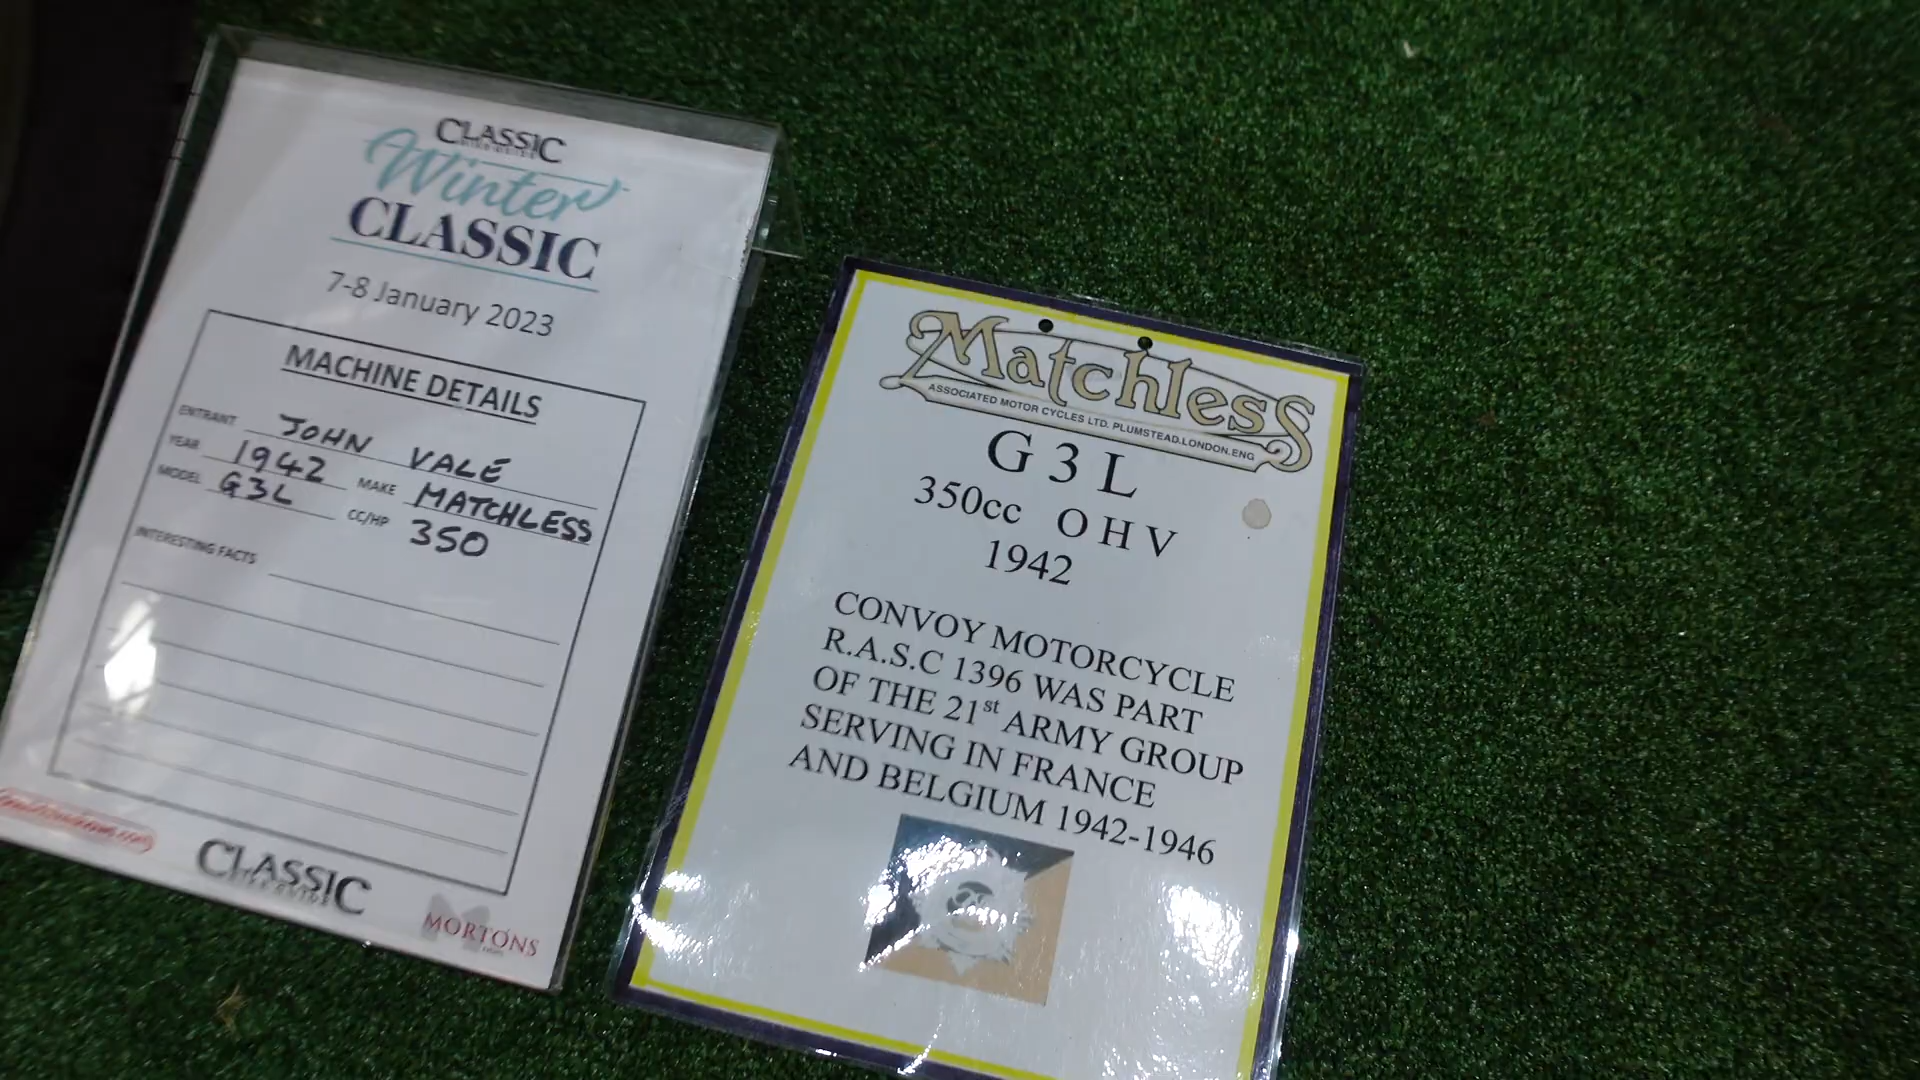 CLASSIC
Winter
CLASSIC
7-8 January 2023
MACHINE DETAILS
ENTRANT JOHN VALE
YEAR 1942 MAKE MATCHLESS
MODEL G3L CC/HP 350
INTERESTING FACTS
CLASSIC
MORTONS
Matchless
ASSOCIATED MOTOR CYCLES LTD. PLUMSTEAD.LONDON.ENG
G 3 L
350cc O H V
1942
CONVOY MOTORCYCLE
R.A.S.C 1396 WAS PART
OF THE 21st ARMY GROUP
SERVING IN FRANCE
AND BELGIUM 1942-1946